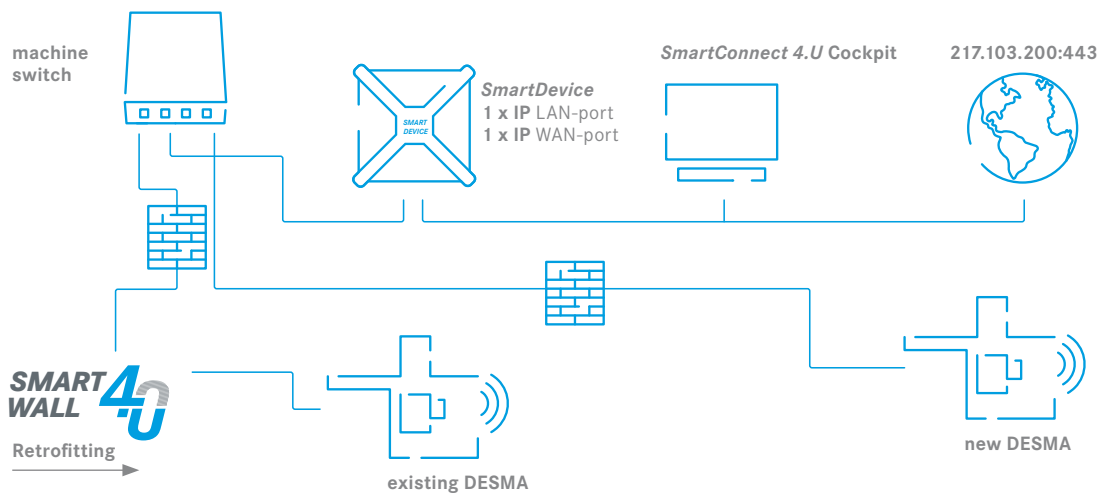 machine
switch
SmartConnect 4.U Cockpit
217.103.200:443
SmartDevice
1 x IP LAN-port
1 x IP WAN-port
SMART
DEVICE
SMART
WALL
4.0
Retrofitting
existing DESMA
new DESMA